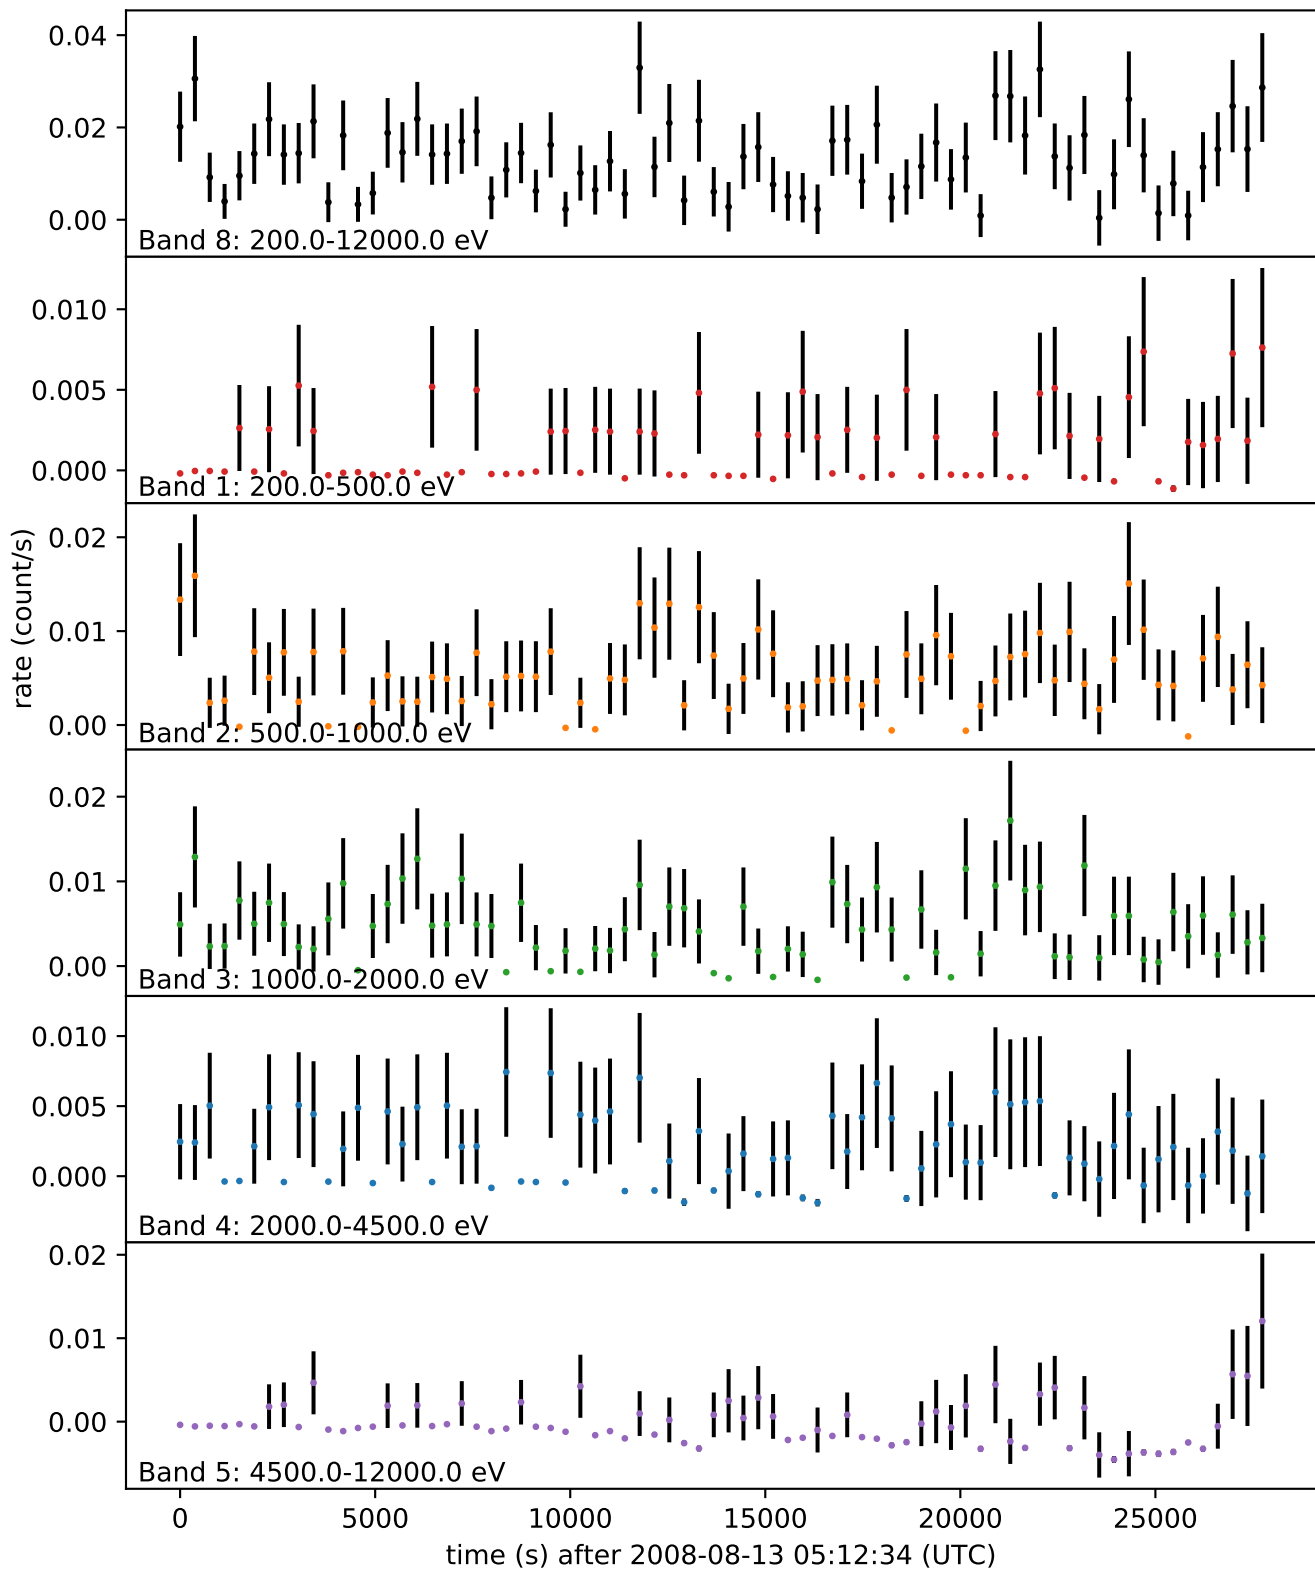 0.04
0.02
0.00
Band 8: 200.0-12000.0 eV
0.010
0.005
0.000
Band 1: 200.0-500.0 eV
0.02
0.01
0.00
Band 2: 500.0-1000.0 eV
rate (count/s)
0.02
0.01
0.00
Band 3: 1000.0-2000.0 eV
0.010
0.005
0.000
Band 4: 2000.0-4500.0 eV
0.02
0.01
0.00
Band 5: 4500.0-12000.0 eV
0 5000 10000 15000 20000 25000
time (s) after 2008-08-13 05:12:34 (UTC)